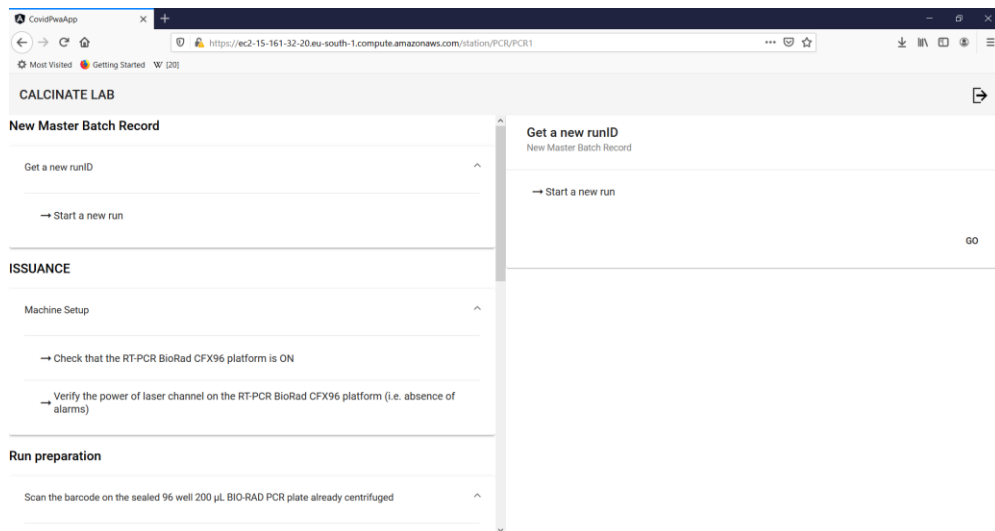 CovidPwaApp
https://ec2-15-161-32-20.eu-south-1.compute.amazonaws.com/station/PCR/PCR1
Most Visited Getting Started W [20]
CALCINATE LAB
New Master Batch Record
Get a new runID
→ Start a new run
ISSUANCE
Machine Setup
→ Check that the RT-PCR BioRad CFX96 platform is ON
→ Verify the power of laser channel on the RT-PCR BioRad CFX96 platform (i.e. absence of
alarms)
Run preparation
Scan the barcode on the sealed 96 well 200 µL BIO-RAD PCR plate already centrifuged
Get a new runID
New Master Batch Record
→ Start a new run
GO